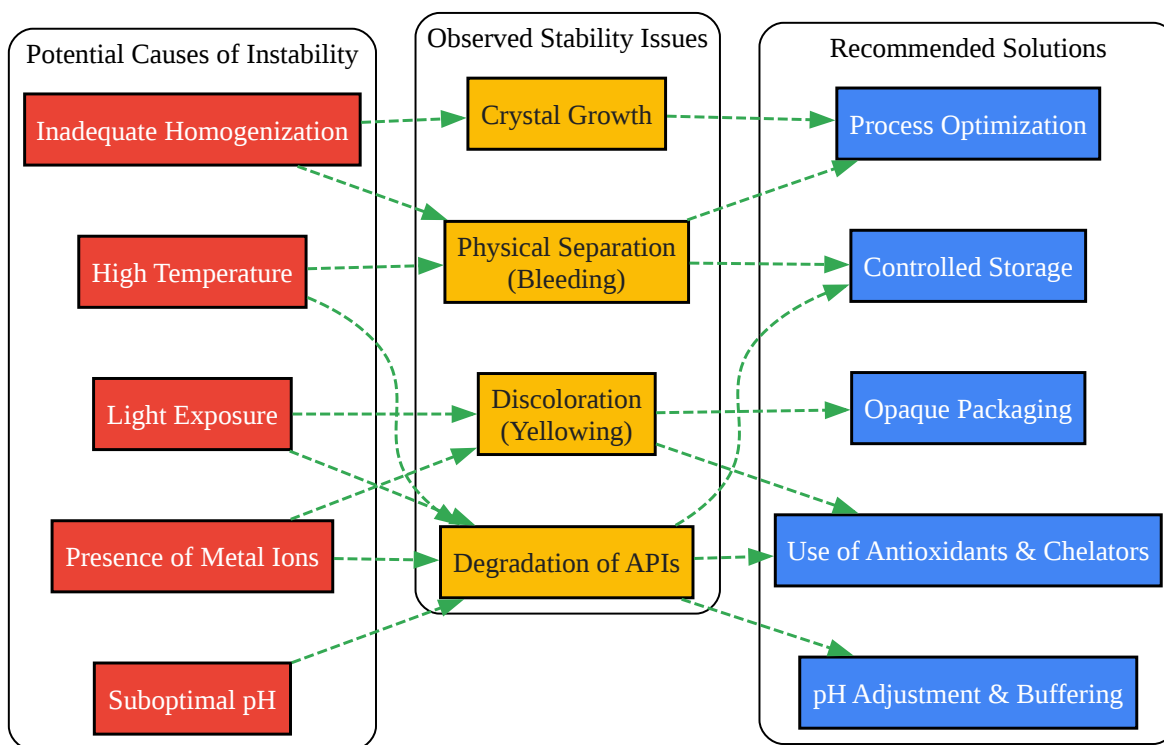 Potential Causes of Instability
Inadequate Homogenization
High Temperature
Light Exposure
Presence of Metal Ions
Suboptimal pH
Observed Stability Issues
Crystal Growth
Physical Separation
(Bleeding)
Discoloration
(Yellowing)
Degradation of APIs
Recommended Solutions
Process Optimization
Controlled Storage
Opaque Packaging
Use of Antioxidants & Chelators
pH Adjustment & Buffering